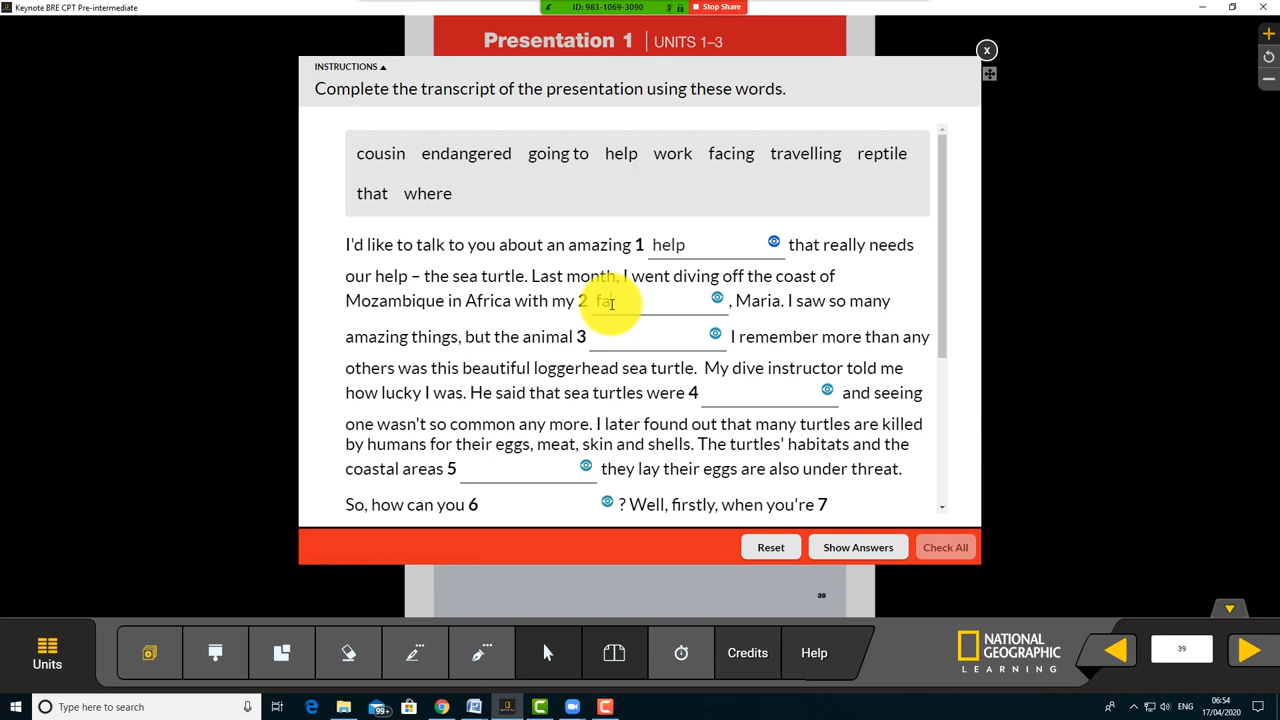 Keynote BRE CPT Pre-intermediate
ID: 983-1069-3090
Stop Share
Presentation 1 | UNITS 1–3
INSTRUCTIONS
Complete the transcript of the presentation using these words.
cousin endangered going to help work facing travelling reptile
that where
I'd like to talk to you about an amazing 1 help that really needs
our help – the sea turtle. Last month, I went diving off the coast of
Mozambique in Africa with my 2 fa , Maria. I saw so many
amazing things, but the animal 3 I remember more than any
others was this beautiful loggerhead sea turtle. My dive instructor told me
how lucky I was. He said that sea turtles were 4 and seeing
one wasn't so common any more. I later found out that many turtles are killed
by humans for their eggs, meat, skin and shells. The turtles' habitats and the
coastal areas 5 they lay their eggs are also under threat.
So, how can you 6 ? Well, firstly, when you're 7
Reset Show Answers Check All
39
Units
Credits
Help
NATIONAL
GEOGRAPHIC
LEARNING
39
Type here to search
99+
ENG
06:54
17/04/2020